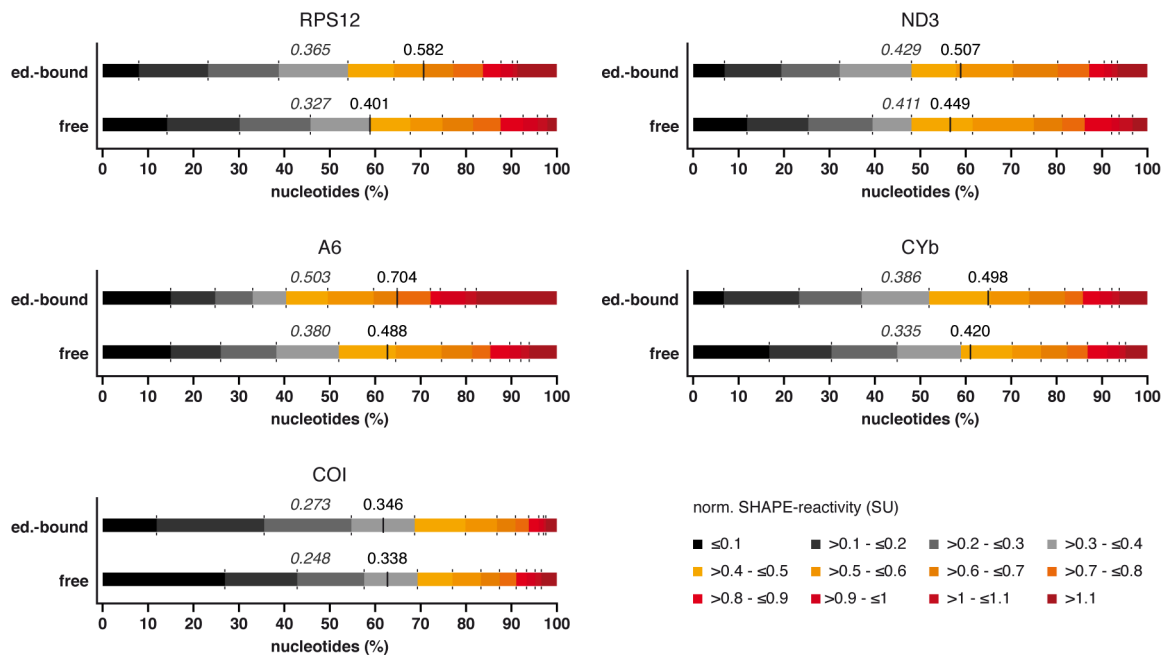 RPS12
0.365 0.582
ed.-bound
0.327 0.401
free
0 10 20 30 40 50 60 70 80 90 100
nucleotides (%)
ND3
0.429 0.507
ed.-bound
0.411 0.449
free
0 10 20 30 40 50 60 70 80 90 100
nucleotides (%)
A6
0.503 0.704
ed.-bound
0.380 0.488
free
0 10 20 30 40 50 60 70 80 90 100
nucleotides (%)
CYb
0.386 0.498
ed.-bound
0.335 0.420
free
0 10 20 30 40 50 60 70 80 90 100
nucleotides (%)
COI
0.273 0.346
ed.-bound
0.248 0.338
free
0 10 20 30 40 50 60 70 80 90 100
nucleotides (%)
norm. SHAPE-reactivity (SU)
≤0.1 >0.1 - ≤0.2 >0.2 - ≤0.3 >0.3 - ≤0.4
>0.4 - ≤0.5 >0.5 - ≤0.6 >0.6 - ≤0.7 >0.7 - ≤0.8
>0.8 - ≤0.9 >0.9 - ≤1 >1 - ≤1.1 >1.1